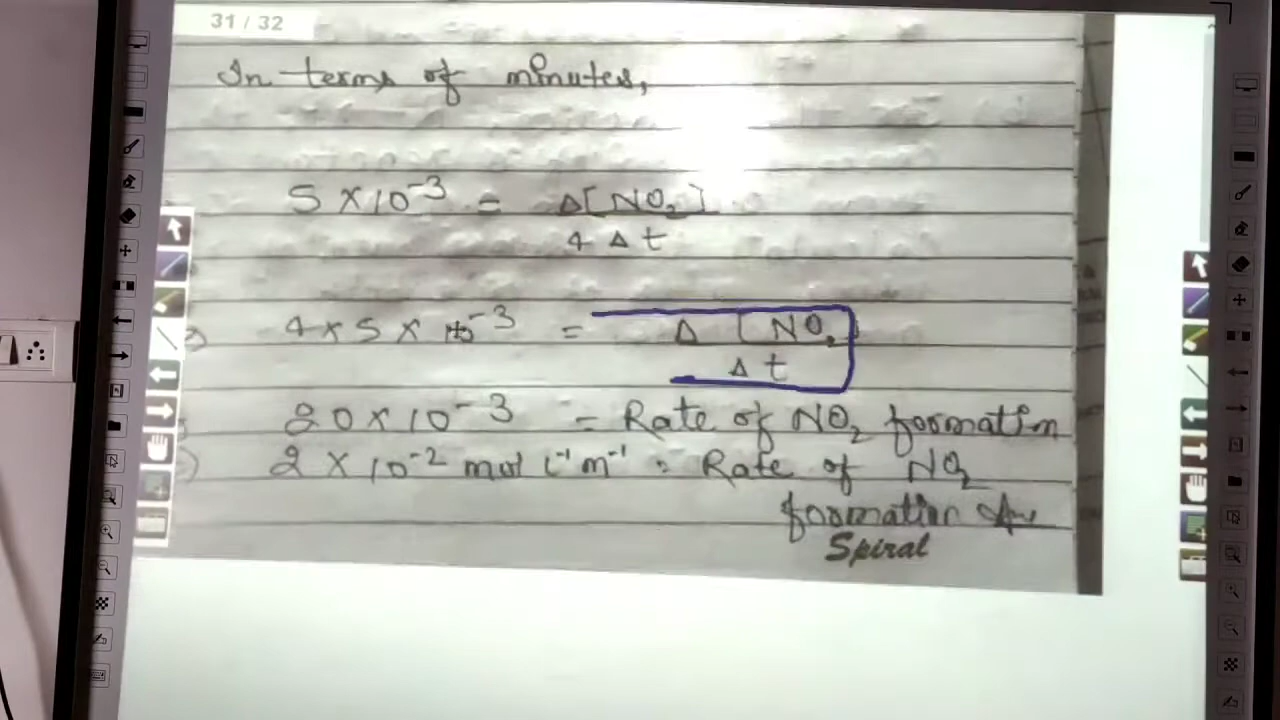 31 / 32
In terms of minutes,
5 × 10⁻³ = Δ[NO₂]
4 Δt
4 × 5 × 10⁻³ = Δ [NO₂
Δt
20 × 10⁻³ = Rate of NO₂ formation
2 × 10⁻² mol L⁻¹ m⁻¹ = Rate of NO₂
formation
Spiral